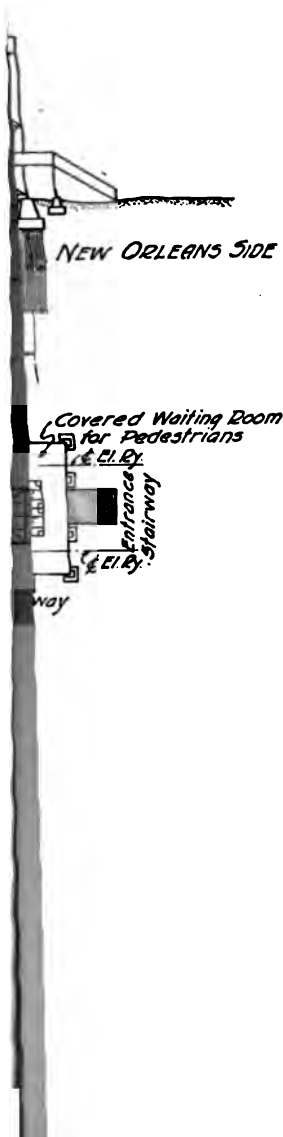 NEW ORLEANS SIDE
Covered Waiting Room
for Pedestrians
℄ El. Ry.
Entrance
Stairway
℄ El. Ry.
way